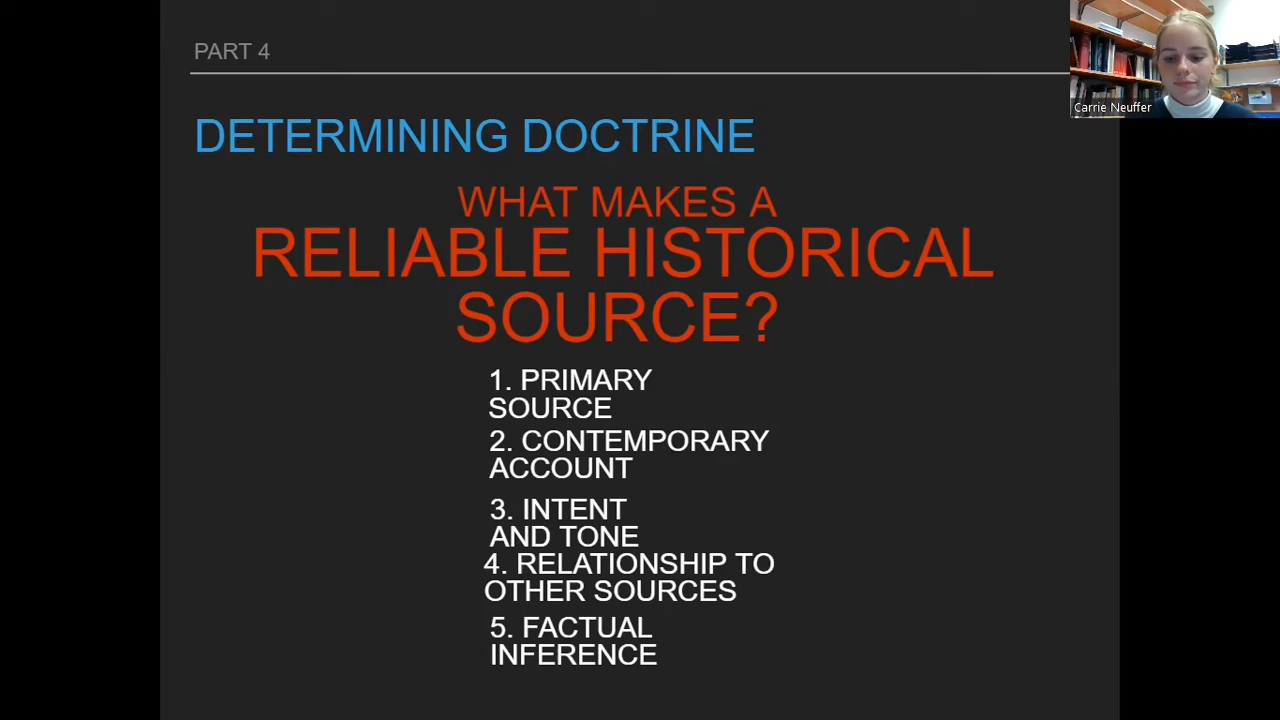 PART 4
Carrie Neuffer
DETERMINING DOCTRINE
WHAT MAKES A
RELIABLE HISTORICAL
SOURCE?
1. PRIMARY
SOURCE
2. CONTEMPORARY
ACCOUNT
3. INTENT
AND TONE
4. RELATIONSHIP TO
OTHER SOURCES
5. FACTUAL
INFERENCE